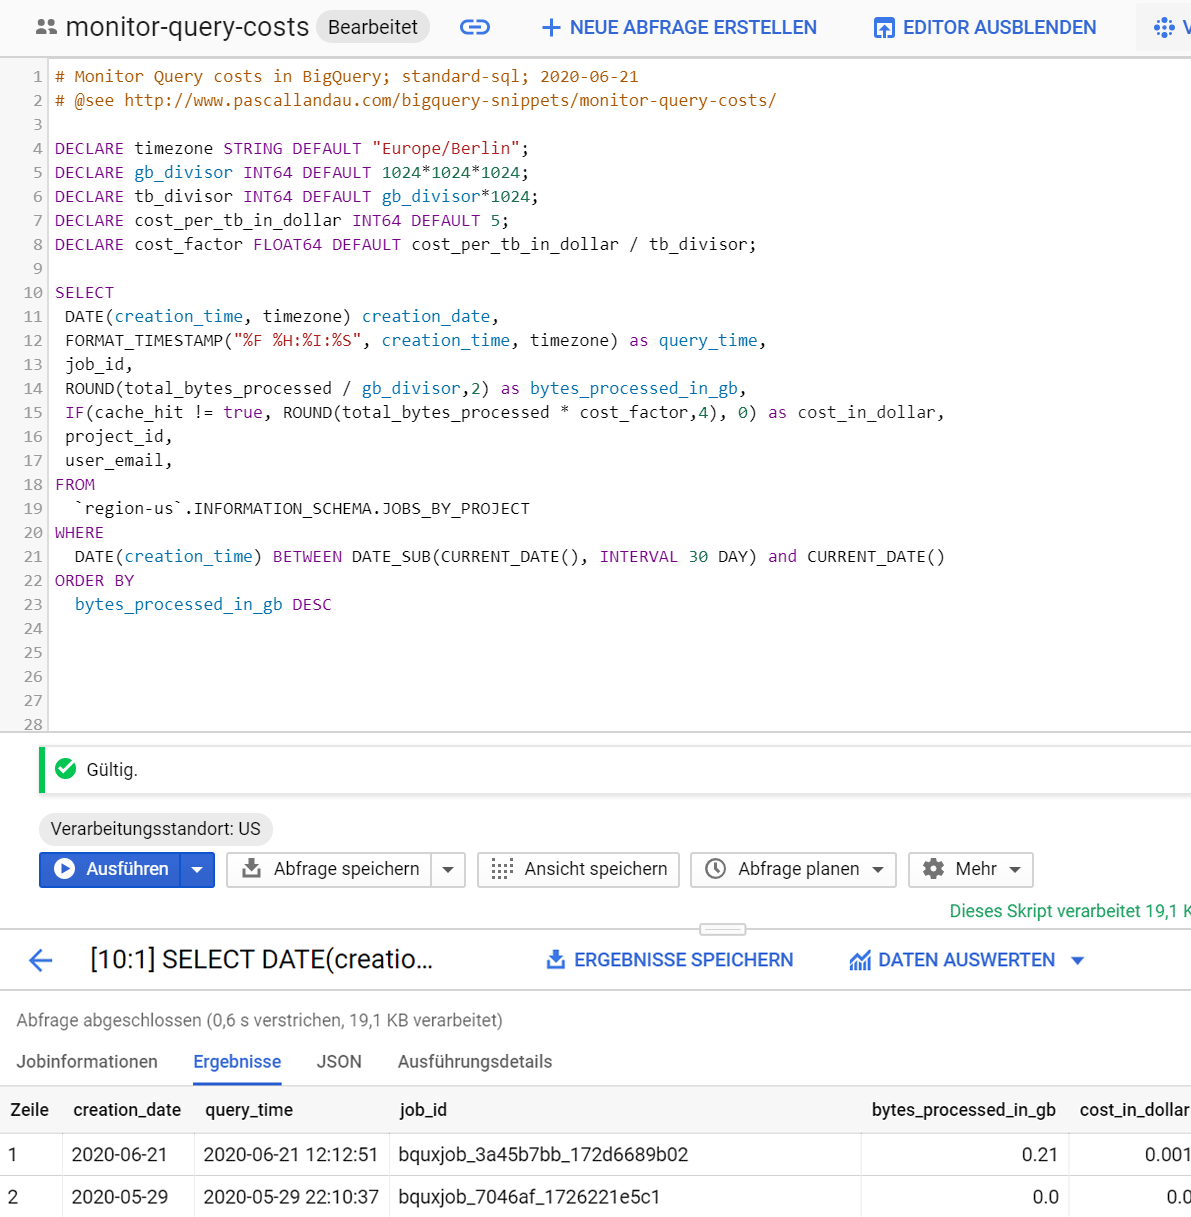 monitor-query-costs Bearbeitet NEUE ABFRAGE ERSTELLEN EDITOR AUSBLENDEN V
1 # Monitor Query costs in BigQuery; standard-sql; 2020-06-21
2 # @see http://www.pascallandau.com/bigquery-snippets/monitor-query-costs/
3
4 DECLARE timezone STRING DEFAULT "Europe/Berlin";
5 DECLARE gb_divisor INT64 DEFAULT 1024*1024*1024;
6 DECLARE tb_divisor INT64 DEFAULT gb_divisor*1024;
7 DECLARE cost_per_tb_in_dollar INT64 DEFAULT 5;
8 DECLARE cost_factor FLOAT64 DEFAULT cost_per_tb_in_dollar / tb_divisor;
9
10 SELECT
11 DATE(creation_time, timezone) creation_date,
12 FORMAT_TIMESTAMP("%F %H:%I:%S", creation_time, timezone) as query_time,
13 job_id,
14 ROUND(total_bytes_processed / gb_divisor,2) as bytes_processed_in_gb,
15 IF(cache_hit != true, ROUND(total_bytes_processed * cost_factor,4), 0) as cost_in_dollar,
16 project_id,
17 user_email,
18 FROM
19 `region-us`.INFORMATION_SCHEMA.JOBS_BY_PROJECT
20 WHERE
21 DATE(creation_time) BETWEEN DATE_SUB(CURRENT_DATE(), INTERVAL 30 DAY) and CURRENT_DATE()
22 ORDER BY
23 bytes_processed_in_gb DESC
24
25
26
27
28
Gültig.
Verarbeitungsstandort: US
Ausführen Abfrage speichern Ansicht speichern Abfrage planen Mehr
Dieses Skript verarbeitet 19,1 K
[10:1] SELECT DATE(creatio... ERGEBNISSE SPEICHERN DATEN AUSWERTEN
Abfrage abgeschlossen (0,6 s verstrichen, 19,1 KB verarbeitet)
Jobinformationen Ergebnisse JSON Ausführungsdetails
Zeile creation_date query_time job_id bytes_processed_in_gb cost_in_dollar
1 2020-06-21 2020-06-21 12:12:51 bquxjob_3a45b7bb_172d6689b02 0.21 0.001
2 2020-05-29 2020-05-29 22:10:37 bquxjob_7046af_1726221e5c1 0.0 0.0